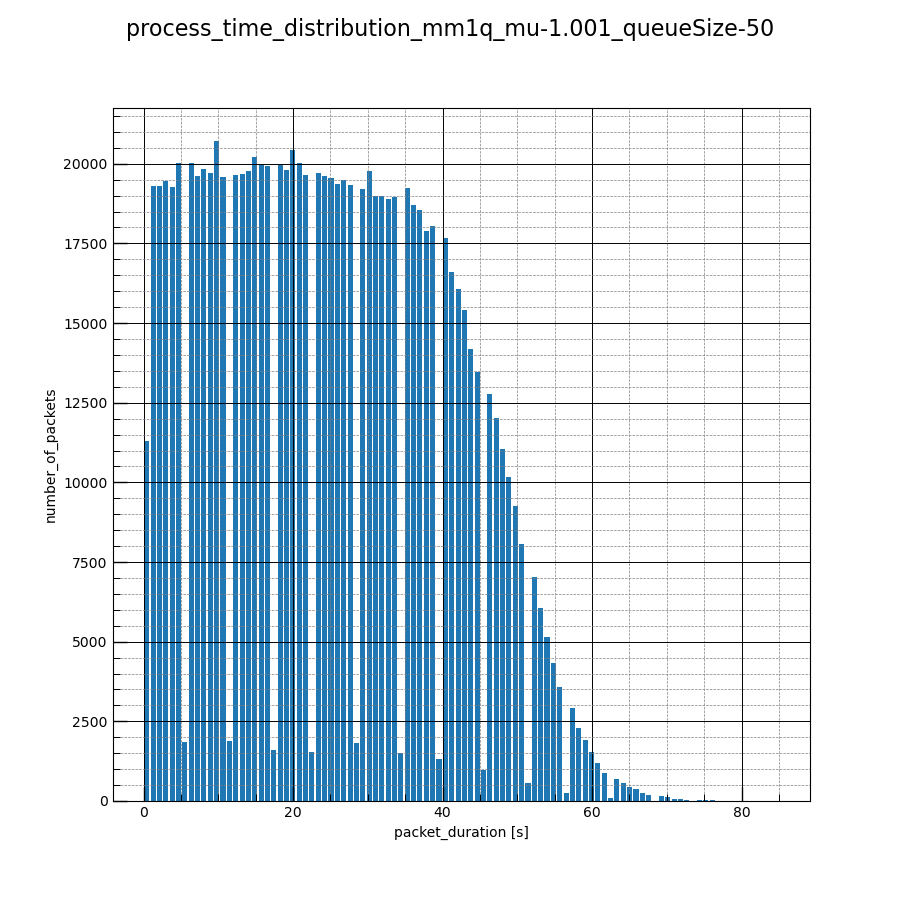 process_time_distribution_mm1q_mu-1.001_queueSize-50
20000
17500
15000
12500
10000
7500
5000
2500
0
number_of_packets
0 20 40 60 80
packet_duration [s]